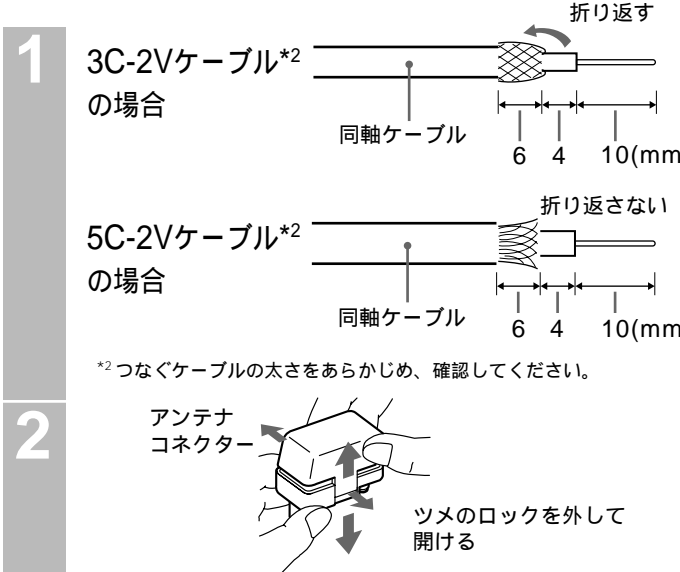 1
折り返す
3C-2Vケーブル*2
の場合
同軸ケーブル
6 4 10(mm
折り返さない
5C-2Vケーブル*2
の場合
同軸ケーブル
6 4 10(mm
*2 つなぐケーブルの太さをあらかじめ、確認してください。
2
アンテナ
コネクター
ツメのロックを外して
開ける